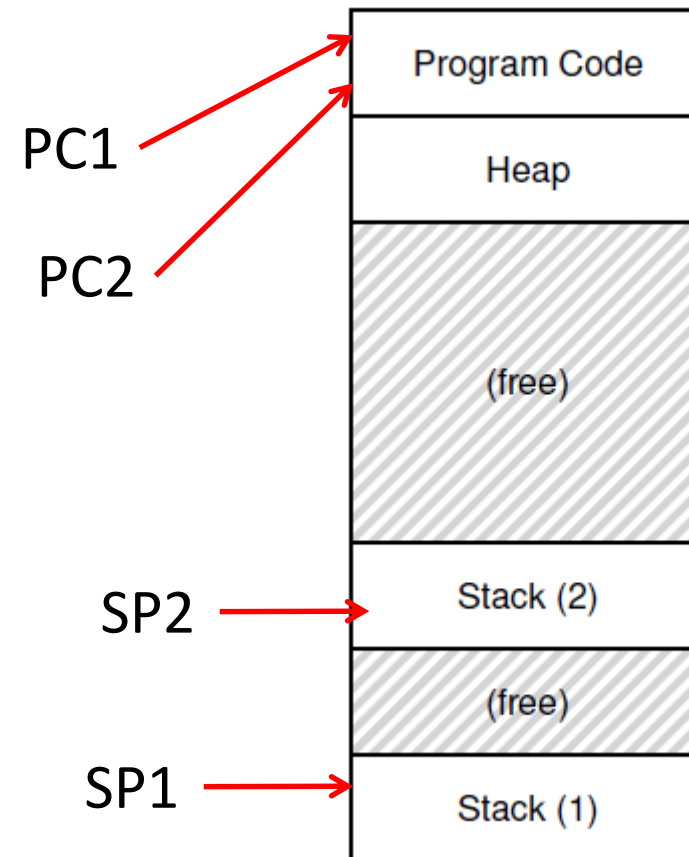 Program Code
PC1
Heap
PC2
(free)
Stack (2)
SP2
(free)
SP1
Stack (1)